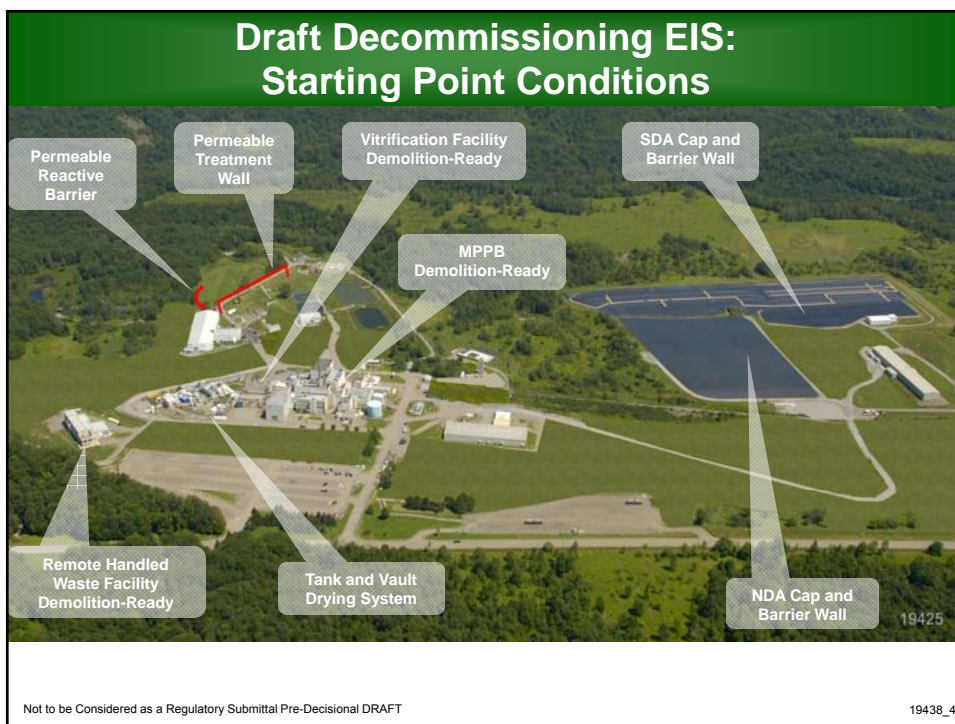 Draft Decommissioning EIS:
Starting Point Conditions
Permeable
Reactive
Barrier
Permeable
Treatment
Wall
Vitrification Facility
Demolition-Ready
SDA Cap and
Barrier Wall
MPPB
Demolition-Ready
Remote Handled
Waste Facility
Demolition-Ready
Tank and Vault
Drying System
NDA Cap and
Barrier Wall
19425
Not to be Considered as a Regulatory Submittal Pre-Decisional DRAFT
19438_4